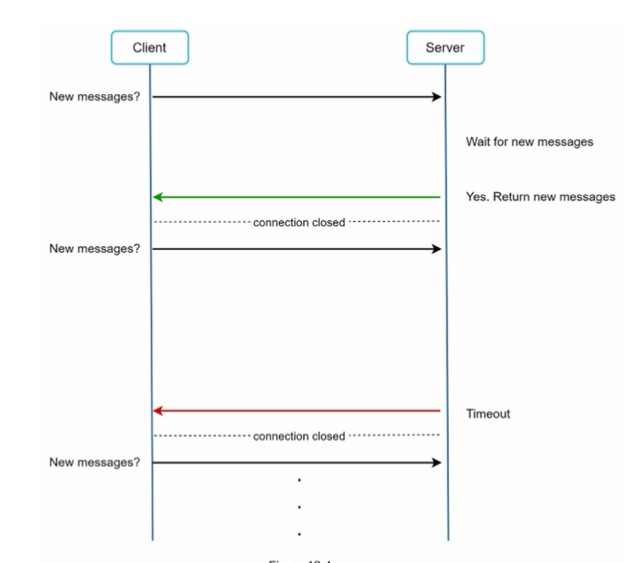 Client
Server
New messages?
Wait for new messages
Yes. Return new messages
connection closed
New messages?
Timeout
connection closed
New messages?